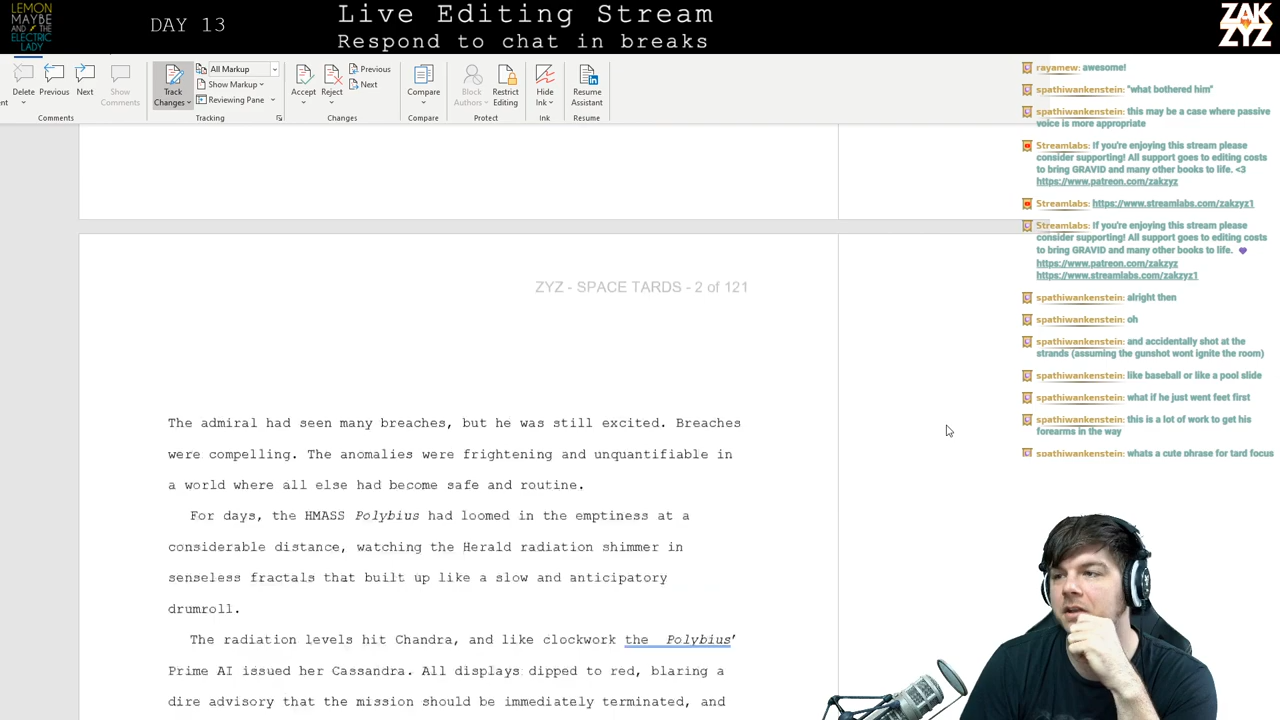 LEMON
MAYBE
AND THE
ELECTRIC
LADY
DAY 13
Live Editing Stream
Respond to chat in breaks
ZAK
ZYZ
Delete
Previous
Next
Show
Comments
Comments
Track
Changes
All Markup
Show Markup
Reviewing Pane
Tracking
Accept
Reject
Previous
Next
Changes
Compare
Compare
Block
Authors
Restrict
Editing
Protect
Hide
Ink
Ink
Resume
Assistant
Resume
ZYZ - SPACE TARDS - 2 of 121
The admiral had seen many breaches, but he was still excited. Breaches
were compelling. The anomalies were frightening and unquantifiable in
a world where all else had become safe and routine.
For days, the HMASS Polybius had loomed in the emptiness at a
considerable distance, watching the Herald radiation shimmer in
senseless fractals that built up like a slow and anticipatory
drumroll.
The radiation levels hit Chandra, and like clockwork the Polybius’
Prime AI issued her Cassandra. All displays dipped to red, blaring a
dire advisory that the mission should be immediately terminated, and
rayamew: awesome!
spathiwankenstein: "what bothered him"
spathiwankenstein: this may be a case where passive
voice is more appropriate
Streamlabs: If you're enjoying this stream please
consider supporting! All support goes to editing costs
to bring GRAVID and many other books to life. <3
https://www.patreon.com/zakzyz
Streamlabs: https://www.streamlabs.com/zakzyz1
Streamlabs: If you're enjoying this stream please
consider supporting! All support goes to editing costs
to bring GRAVID and many other books to life. 💜
https://www.patreon.com/zakzyz
https://www.streamlabs.com/zakzyz1
spathiwankenstein: alright then
spathiwankenstein: oh
spathiwankenstein: and accidentally shot at the
strands (assuming the gunshot wont ignite the room)
spathiwankenstein: like baseball or like a pool slide
spathiwankenstein: what if he just went feet first
spathiwankenstein: this is a lot of work to get his
forearms in the way
spathiwankenstein: whats a cute phrase for tard focus